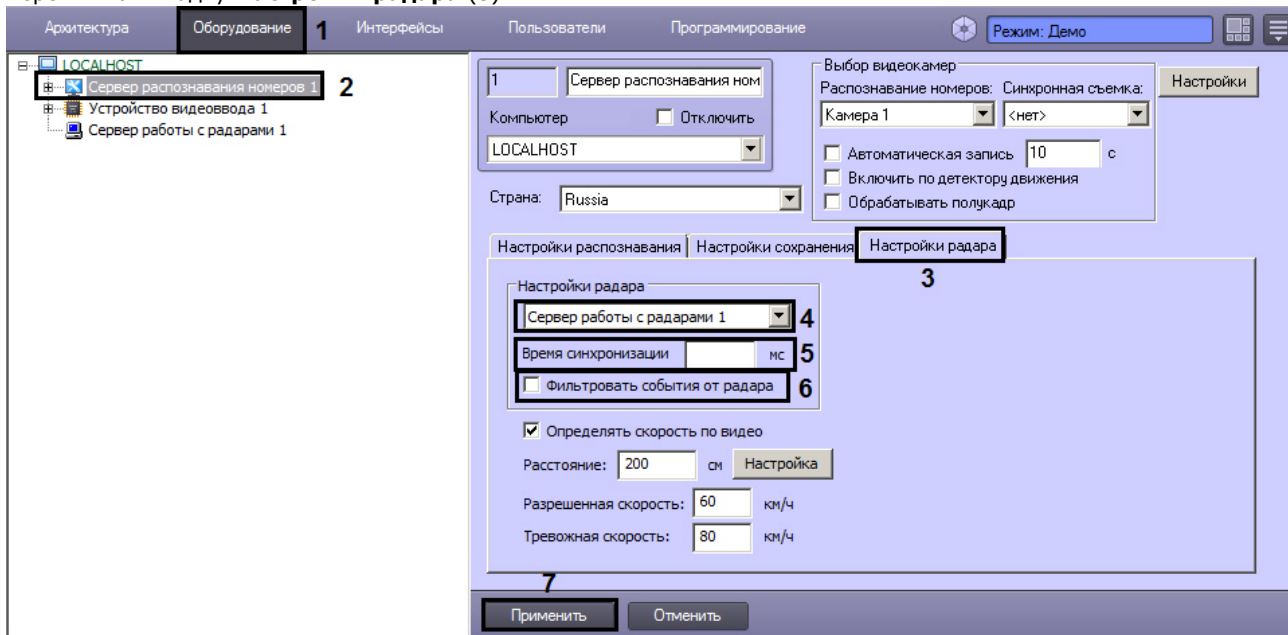 Архитектура Оборудование 1 Интерфейсы Пользователи Программирование Режим: Демо
LOCALHOST
Сервер распознавания номеров 1 2
Устройство видеоввода 1
Сервер работы с радарами 1
1 Сервер распознавания ном
Компьютер Отключить
LOCALHOST
Страна: Russia
Выбор видеокамер
Распознавание номеров: Синхронная съемка:
Камера 1 <нет>
Автоматическая запись 10 с
Включить по детектору движения
Обрабатывать полукадр
Настройки
Настройки распознавания Настройки сохранения Настройки радара
3
Настройки радара
Сервер работы с радарами 1 4
Время синхронизации мс 5
Фильтровать события от радара 6
Определять скорость по видео
Расстояние: 200 см Настройка
Разрешенная скорость: 60 км/ч
Тревожная скорость: 80 км/ч
7
Применить Отменить